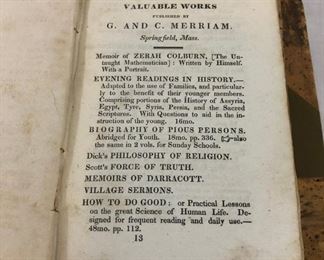 VALUABLE WORKS
PUBLISHED BY
G. AND C. MERRIAM.
Springfield, Mass.
Memoir of ZERAH COLBURN, [The Un-
taught Mathematician] : Written by Himself.
With a Portrait.
EVENING READINGS IN HISTORY.—
Adapted to the use of Families, and particular-
ly to the benefit of their younger members.
Comprising portions of the History of Assyria,
Egypt, Tyre, Syria, Persia, and the Sacred
Scriptures. With Questions to aid in the in-
struction of the young. 16mo.
BIOGRAPHY OF PIOUS PERSONS.
Abridged for Youth. 18mo. pp. 336. ☞also
the same in 2 vols. for Sunday Schools.
Dick's PHILOSOPHY OF RELIGION.
Scott's FORCE OF TRUTH.
MEMOIRS OF DARRACOTT.
VILLAGE SERMONS.
HOW TO DO GOOD: or Practical Lessons
on the great Science of Human Life. De-
signed for frequent reading and daily use.—
48mo. pp. 112.
13